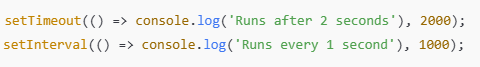 setTimeout(() => console.log('Runs after 2 seconds'), 2000);
setInterval(() => console.log('Runs every 1 second'), 1000);